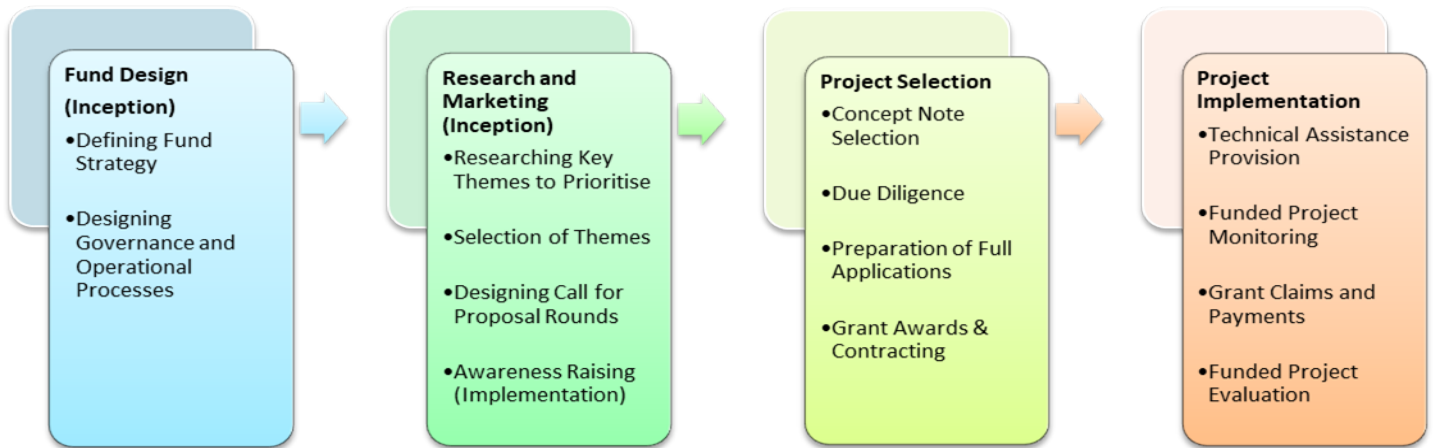 Fund Design
(Inception)
•Defining Fund
Strategy
•Designing
Governance and
Operational
Processes
Research and
Marketing
(Inception)
•Researching Key
Themes to Prioritise
•Selection of Themes
•Designing Call for
Proposal Rounds
•Awareness Raising
(Implementation)
Project Selection
•Concept Note
Selection
•Due Diligence
•Preparation of Full
Applications
•Grant Awards &
Contracting
Project
Implementation
•Technical Assistance
Provision
•Funded Project
Monitoring
•Grant Claims and
Payments
•Funded Project
Evaluation